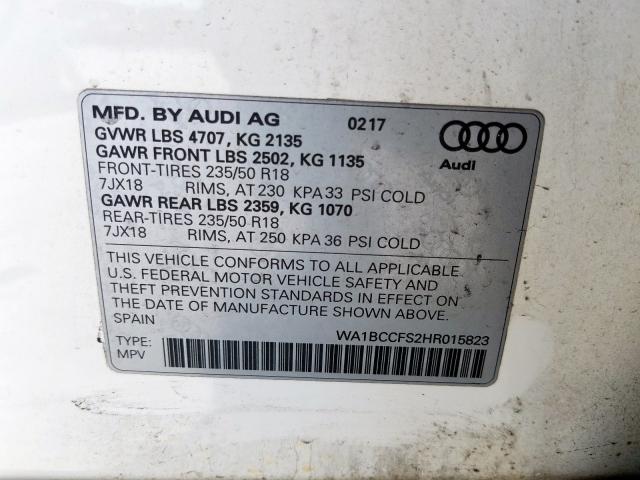 MFD. BY AUDI AG 0217
GVWR LBS 4707, KG 2135
GAWR FRONT LBS 2502, KG 1135
FRONT-TIRES 235/50 R18
7JX18 RIMS, AT 230 KPA 33 PSI COLD
GAWR REAR LBS 2359, KG 1070
REAR-TIRES 235/50 R18
7JX18 RIMS, AT 250 KPA 36 PSI COLD
Audi
THIS VEHICLE CONFORMS TO ALL APPLICABLE
U.S. FEDERAL MOTOR VEHICLE SAFETY AND
THEFT PREVENTION STANDARDS IN EFFECT ON
THE DATE OF MANUFACTURE SHOWN ABOVE.
SPAIN
WA1BCCFS2HR015823
TYPE:
MPV